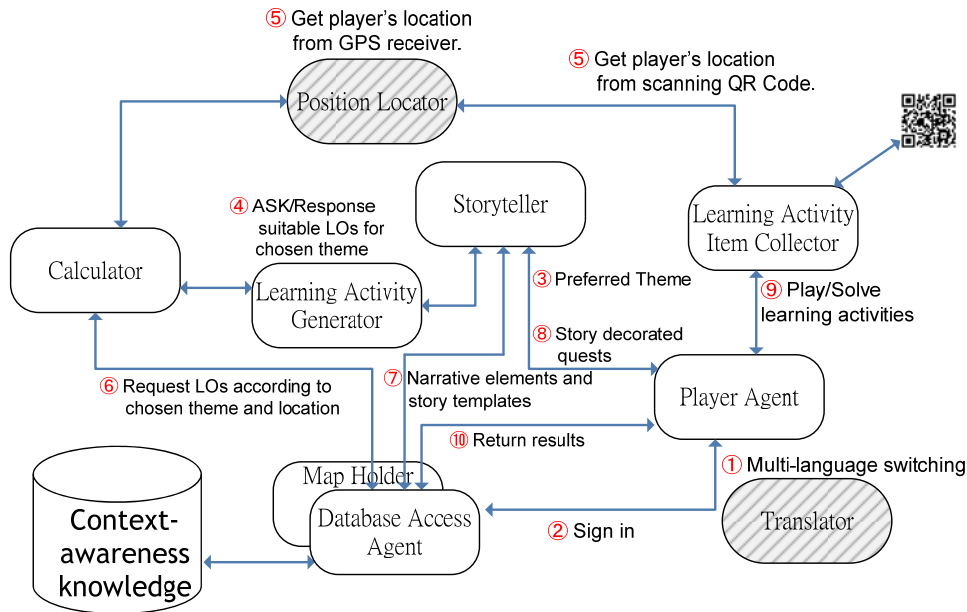 ⑤ Get player's location
from GPS receiver.
⑤ Get player's location
from scanning QR Code.
Position Locator
Storyteller
④ ASK/Response
suitable LOs for
chosen theme
Learning Activity
Item Collector
Calculator
Learning Activity
Generator
③ Preferred Theme
⑨ Play/Solve
learning activities
⑧ Story decorated
quests
⑥ Request LOs according to
chosen theme and location
⑦ Narrative elements and
story templates
Player Agent
⑩ Return results
① Multi-language switching
Map Holder
Database Access
Agent
② Sign in
Translator
Context-
awareness
knowledge